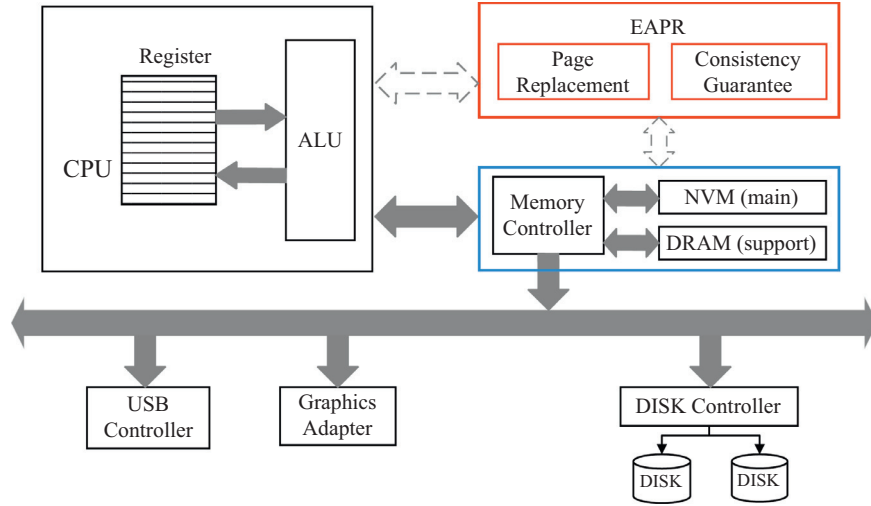 Register
CPU
ALU
EAPR
Page
Replacement
Consistency
Guarantee
Memory
Controller
NVM (main)
DRAM (support)
USB
Controller
Graphics
Adapter
DISK Controller
DISK
DISK